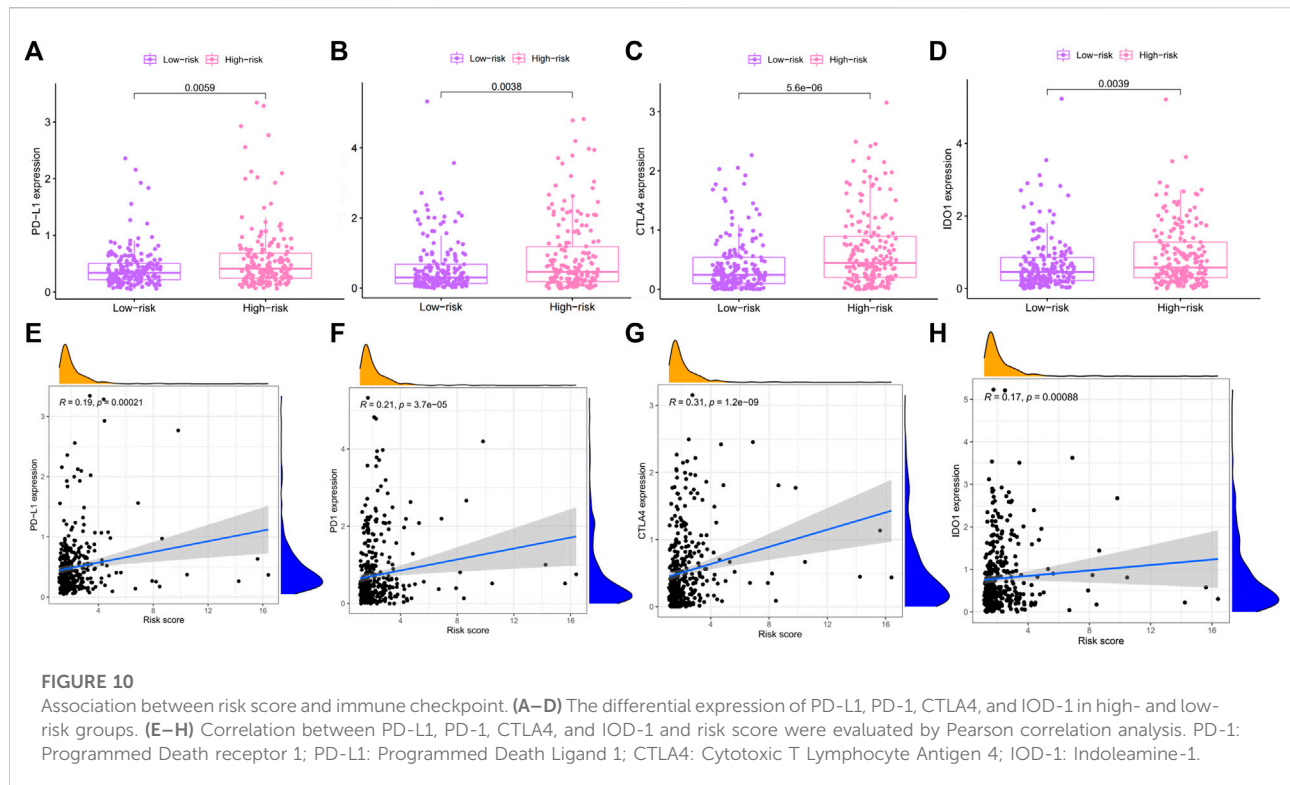 A
B
C
D
Low-risk High-risk
Low-risk High-risk
Low-risk High-risk
Low-risk High-risk
0.0059
0.0038
5.6e-06
0.0039
PD-L1 expression
3
2
1
0
Low-risk High-risk
4
2
0
Low-risk High-risk
CTLA4 expression
3
2
1
0
Low-risk High-risk
IDO1 expression
4
2
0
Low-risk High-risk
E
F
G
H
R = 0.19, p = 0.00021
PD-L1 expression
3
2
1
0
4 8 12 16
Risk score
R = 0.21, p = 3.7e-05
PD1 expression
4
2
0
4 8 12 16
Risk score
R = 0.31, p = 1.2e-09
CTLA4 expression
3
2
1
0
4 8 12 16
Risk score
R = 0.17, p = 0.00088
IDO1 expression
5
4
3
2
1
0
4 8 12 16
Risk score
FIGURE 10
Association between risk score and immune checkpoint. (A–D) The differential expression of PD-L1, PD-1, CTLA4, and IOD-1 in high- and low-
risk groups. (E–H) Correlation between PD-L1, PD-1, CTLA4, and IOD-1 and risk score were evaluated by Pearson correlation analysis. PD-1:
Programmed Death receptor 1; PD-L1: Programmed Death Ligand 1; CTLA4: Cytotoxic T Lymphocyte Antigen 4; IOD-1: Indoleamine-1.